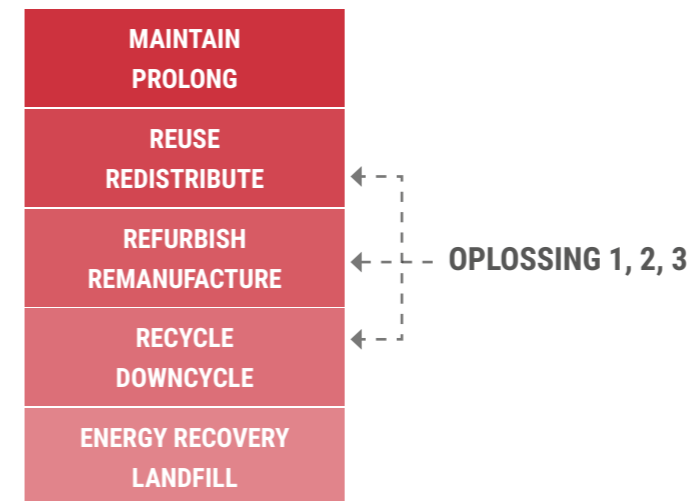 MAINTAIN
PROLONG
REUSE
REDISTRIBUTE
REFURBISH
REMANUFACTURE
OPLOSSING 1, 2, 3
RECYCLE
DOWNCYCLE
ENERGY RECOVERY
LANDFILL